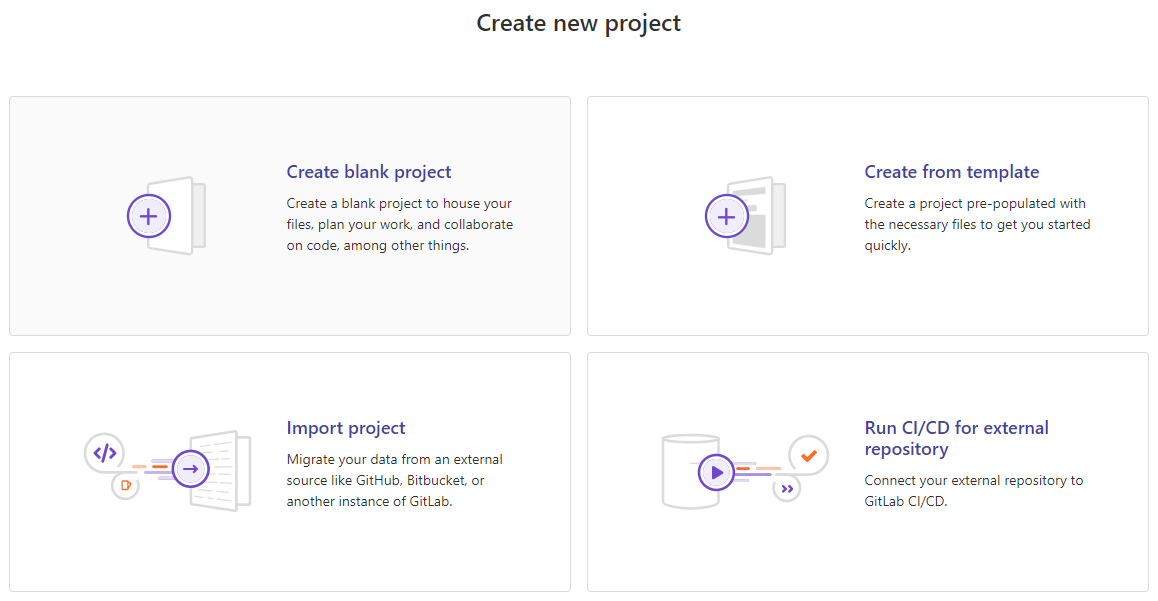 Create new project
Create blank project
Create a blank project to house your
files, plan your work, and collaborate
on code, among other things.
Create from template
Create a project pre-populated with
the necessary files to get you started
quickly.
Import project
Migrate your data from an external
source like GitHub, Bitbucket, or
another instance of GitLab.
Run CI/CD for external
repository
Connect your external repository to
GitLab CI/CD.